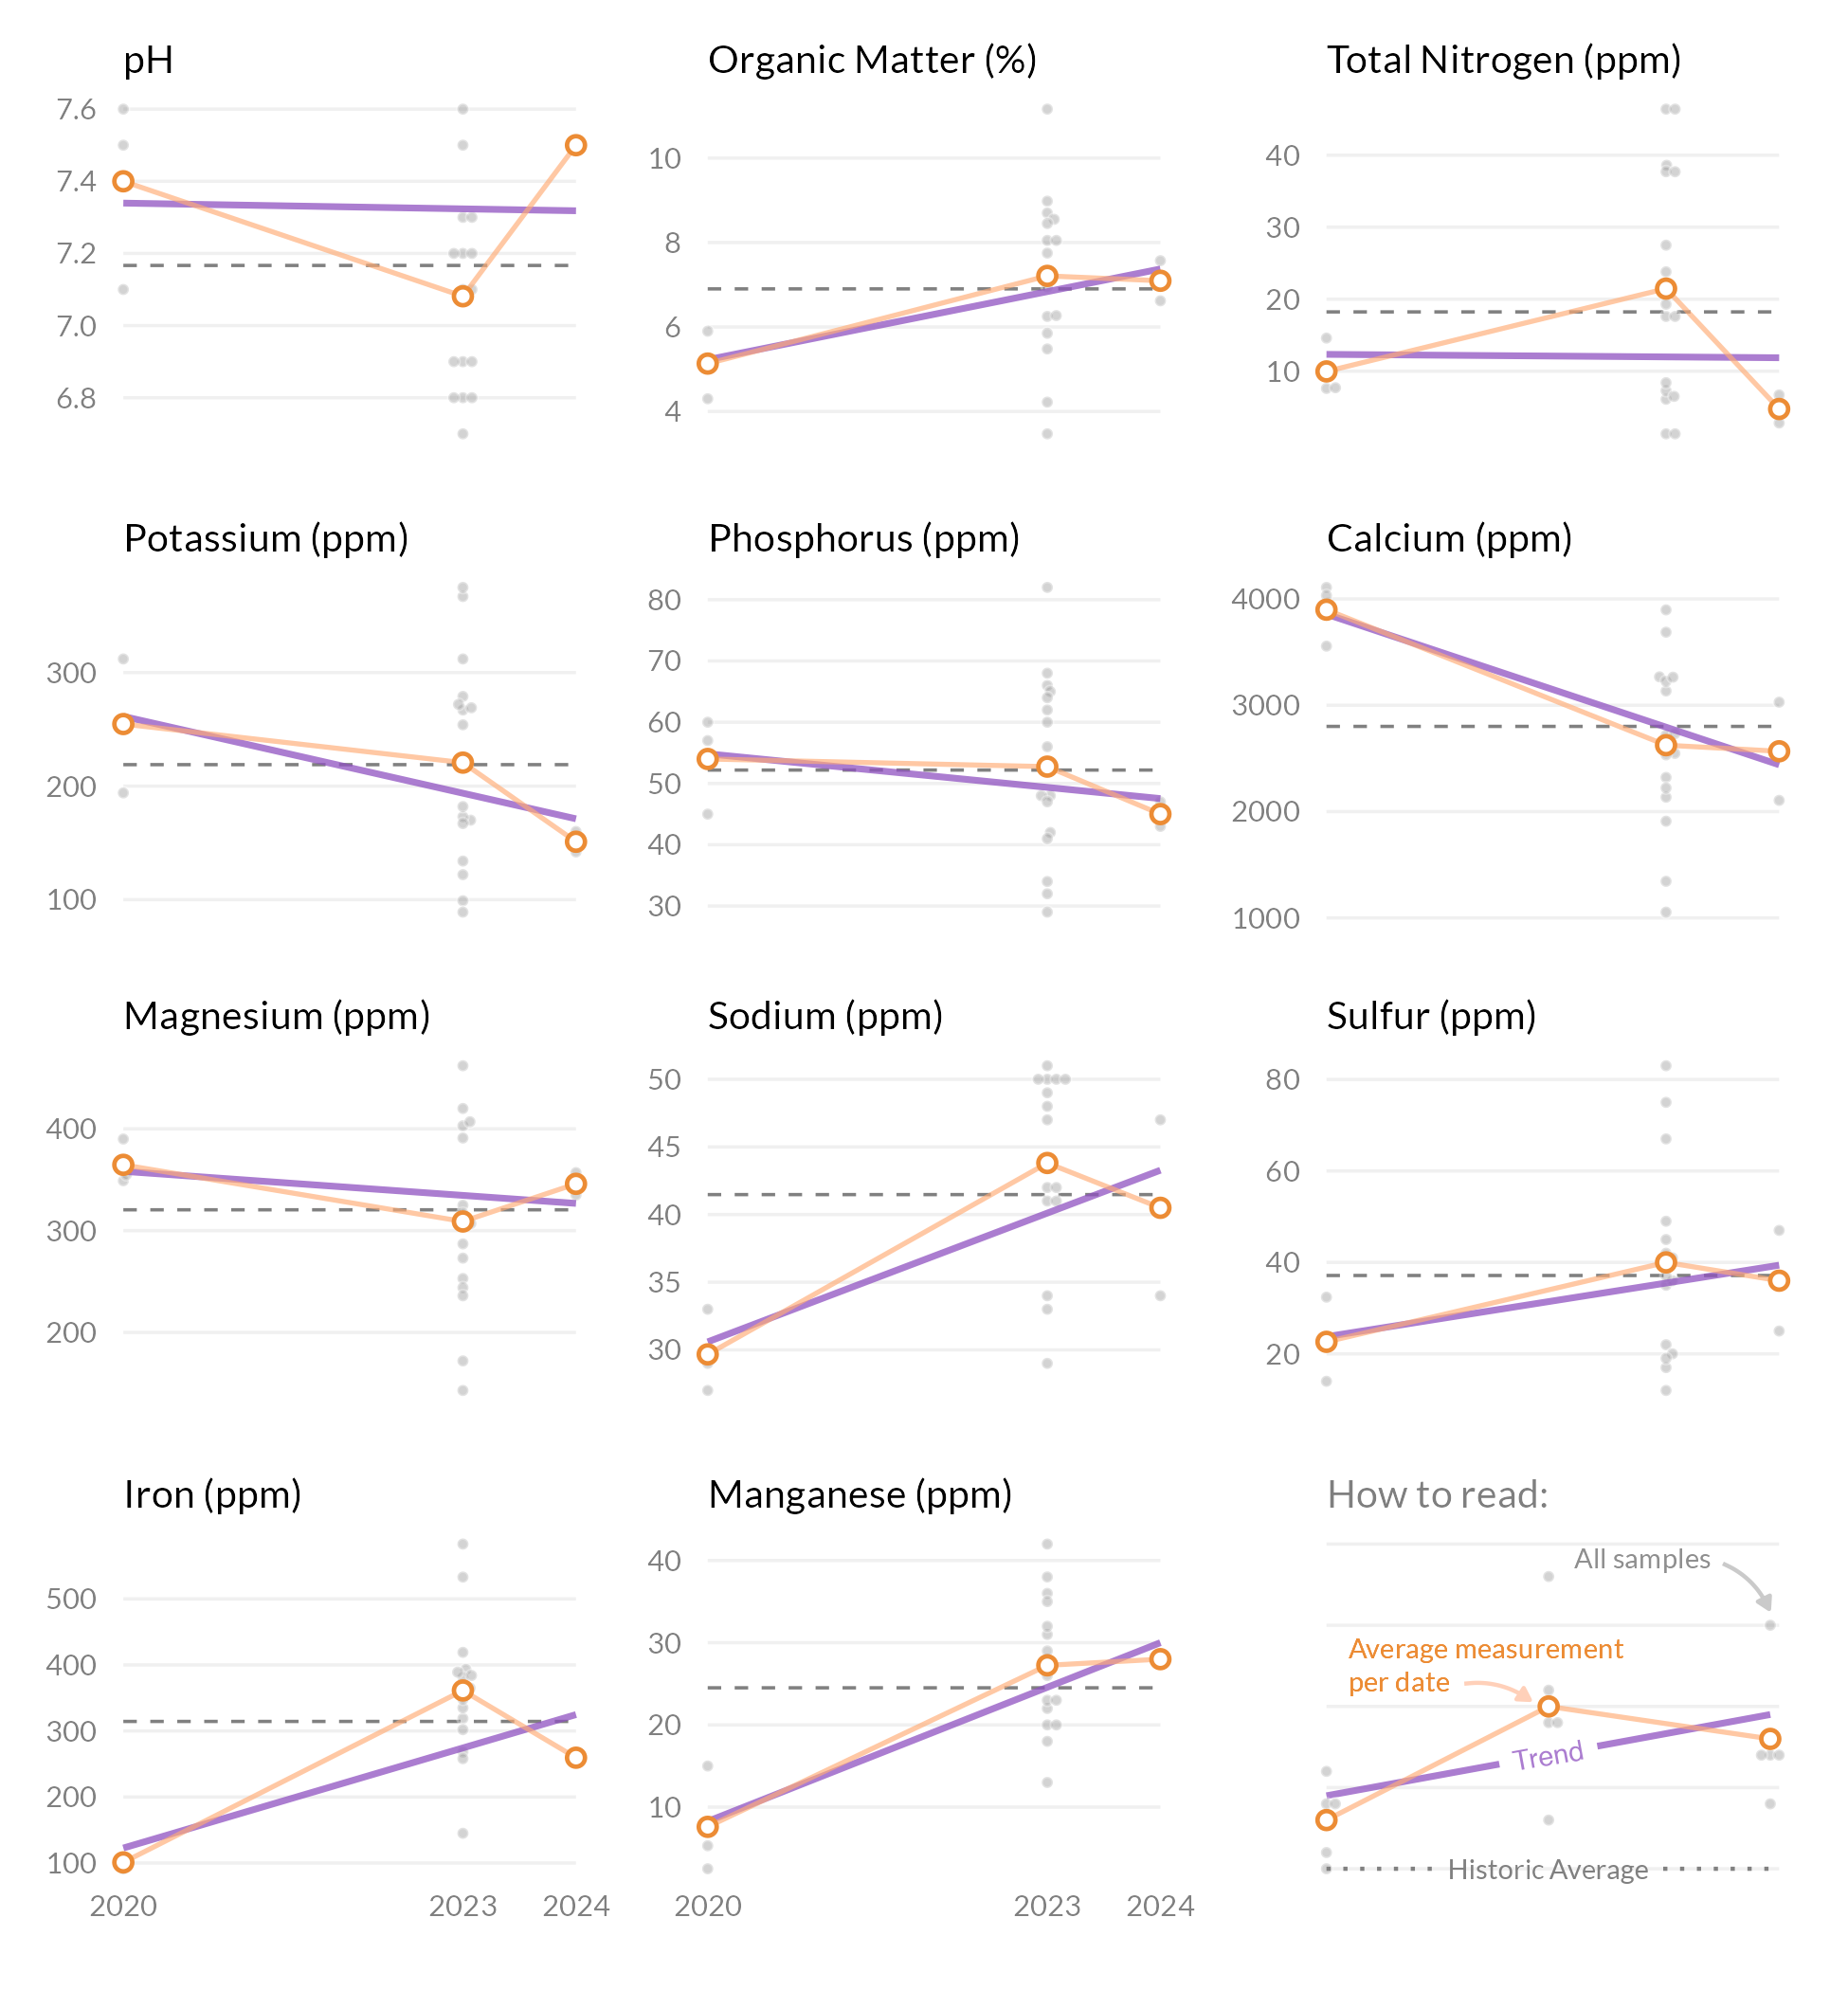 pH
7.6
7.4
7.2
7.0
6.8
Organic Matter (%)
10
8
6
4
Total Nitrogen (ppm)
40
30
20
10
Potassium (ppm)
300
200
100
Phosphorus (ppm)
80
70
60
50
40
30
Calcium (ppm)
4000
3000
2000
1000
Magnesium (ppm)
400
300
200
Sodium (ppm)
50
45
40
35
30
Sulfur (ppm)
80
60
40
20
Iron (ppm)
500
400
300
200
100
2020 2023 2024
Manganese (ppm)
40
30
20
10
2020 2023 2024
How to read:
All samples
Average measurement
per date
Trend
Historic Average